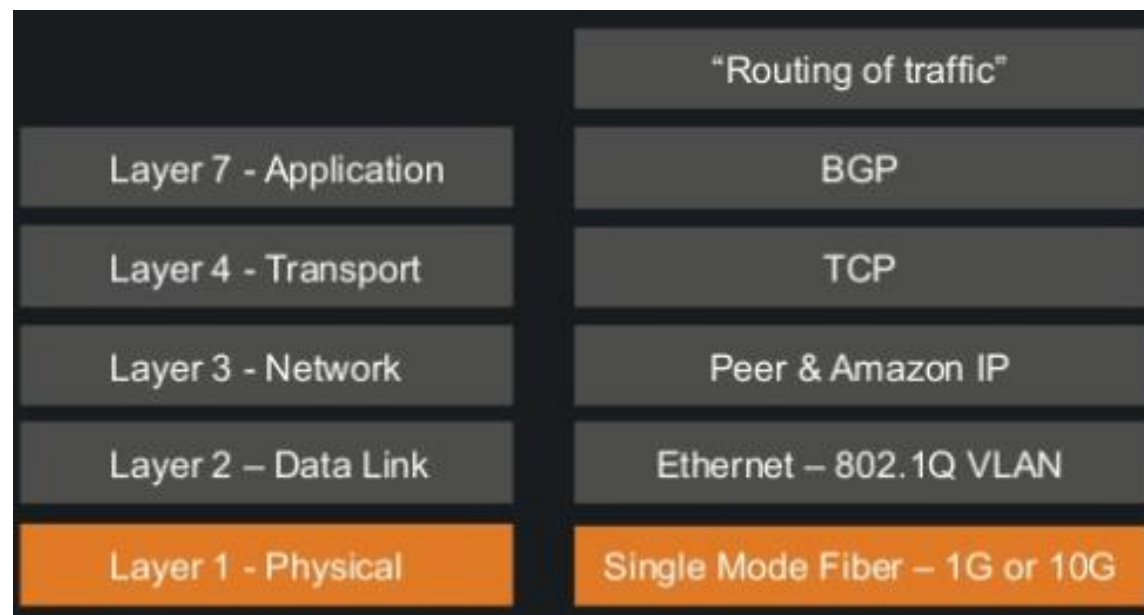 “Routing of traffic”
Layer 7 - Application
BGP
Layer 4 - Transport
TCP
Layer 3 - Network
Peer & Amazon IP
Layer 2 – Data Link
Ethernet – 802.1Q VLAN
Layer 1 - Physical
Single Mode Fiber – 1G or 10G